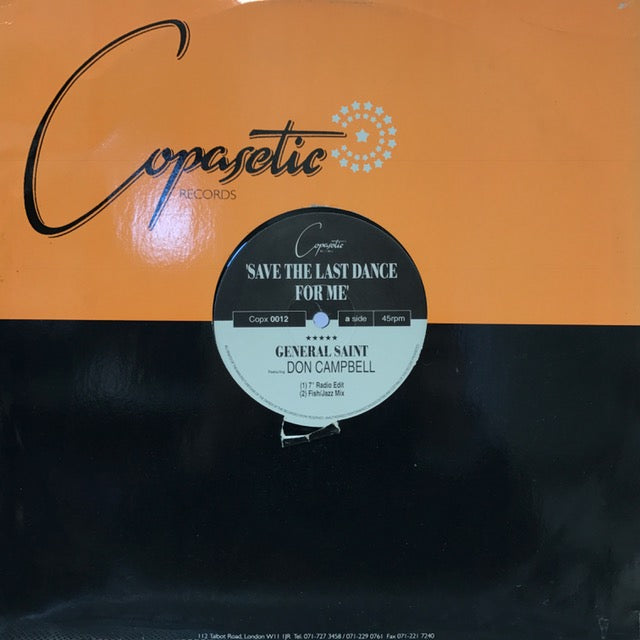 Copasetic
RECORDS
Copasetic
'SAVE THE LAST DANCE
FOR ME'
Copx 0012
a side
45rpm
GENERAL SAINT
Featuring DON CAMPBELL
(1) 7" Radio Edit
(2) Fish/Jazz Mix
112 Talbot Road, London W11 1JR Tel. 071-727 3458 / 071-229 0761 Fax 071-221 7240